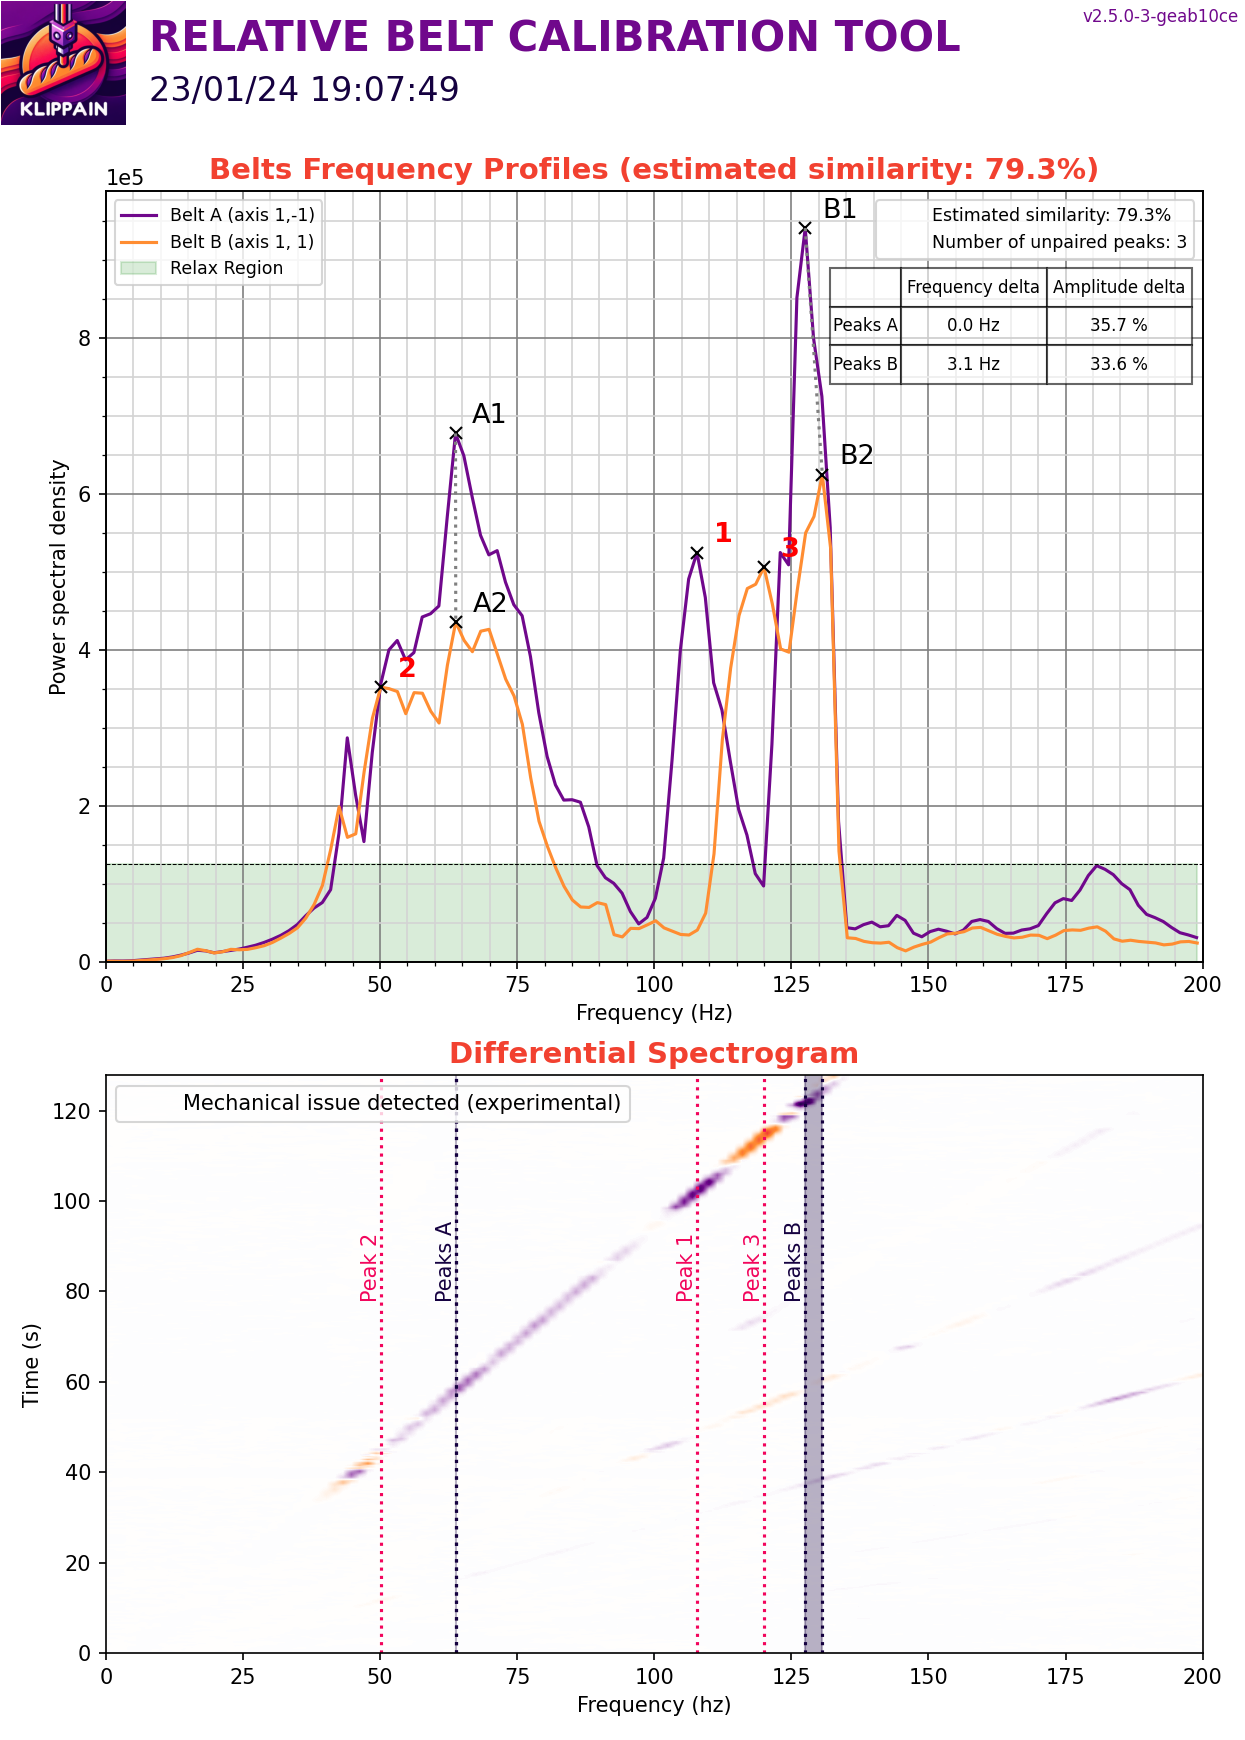 KLIPPAIN
RELATIVE BELT CALIBRATION TOOL
v2.5.0-3-geab10ce
23/01/24 19:07:49
Belts Frequency Profiles (estimated similarity: 79.3%)
1e5
Belt A (axis 1,-1)
Belt B (axis 1, 1)
Relax Region
Estimated similarity: 79.3%
Number of unpaired peaks: 3
Frequency delta Amplitude delta
Peaks A 0.0 Hz 35.7 %
Peaks B 3.1 Hz 33.6 %
B1
A1
B2
1
3
A2
2
8
6
4
2
0
Power spectral density
0 25 50 75 100 125 150 175 200
Frequency (Hz)
Differential Spectrogram
Mechanical issue detected (experimental)
Peak 2
Peaks A
Peak 1
Peak 3
Peaks B
120
100
80
60
40
20
0
Time (s)
0 25 50 75 100 125 150 175 200
Frequency (hz)